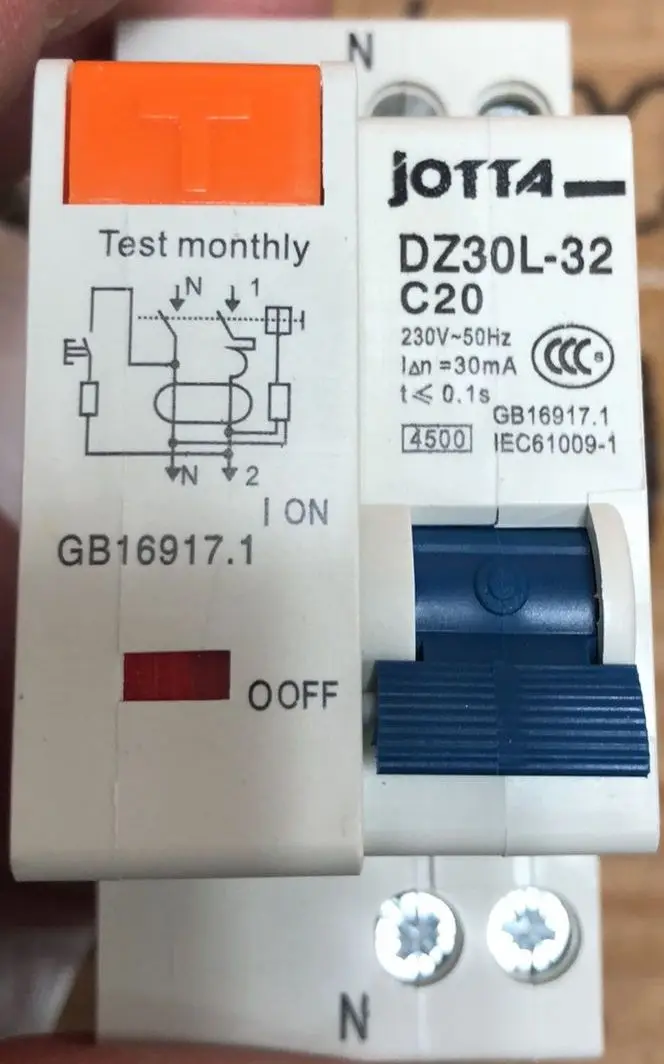 N
T
Test monthly
N 1
N 2
I ON
GB16917.1
O OFF
JOTTA
DZ30L-32
C20
230V~50Hz
IΔn =30mA
t≤ 0.1s
CCC S
GB16917.1
4500 IEC61009-1
N